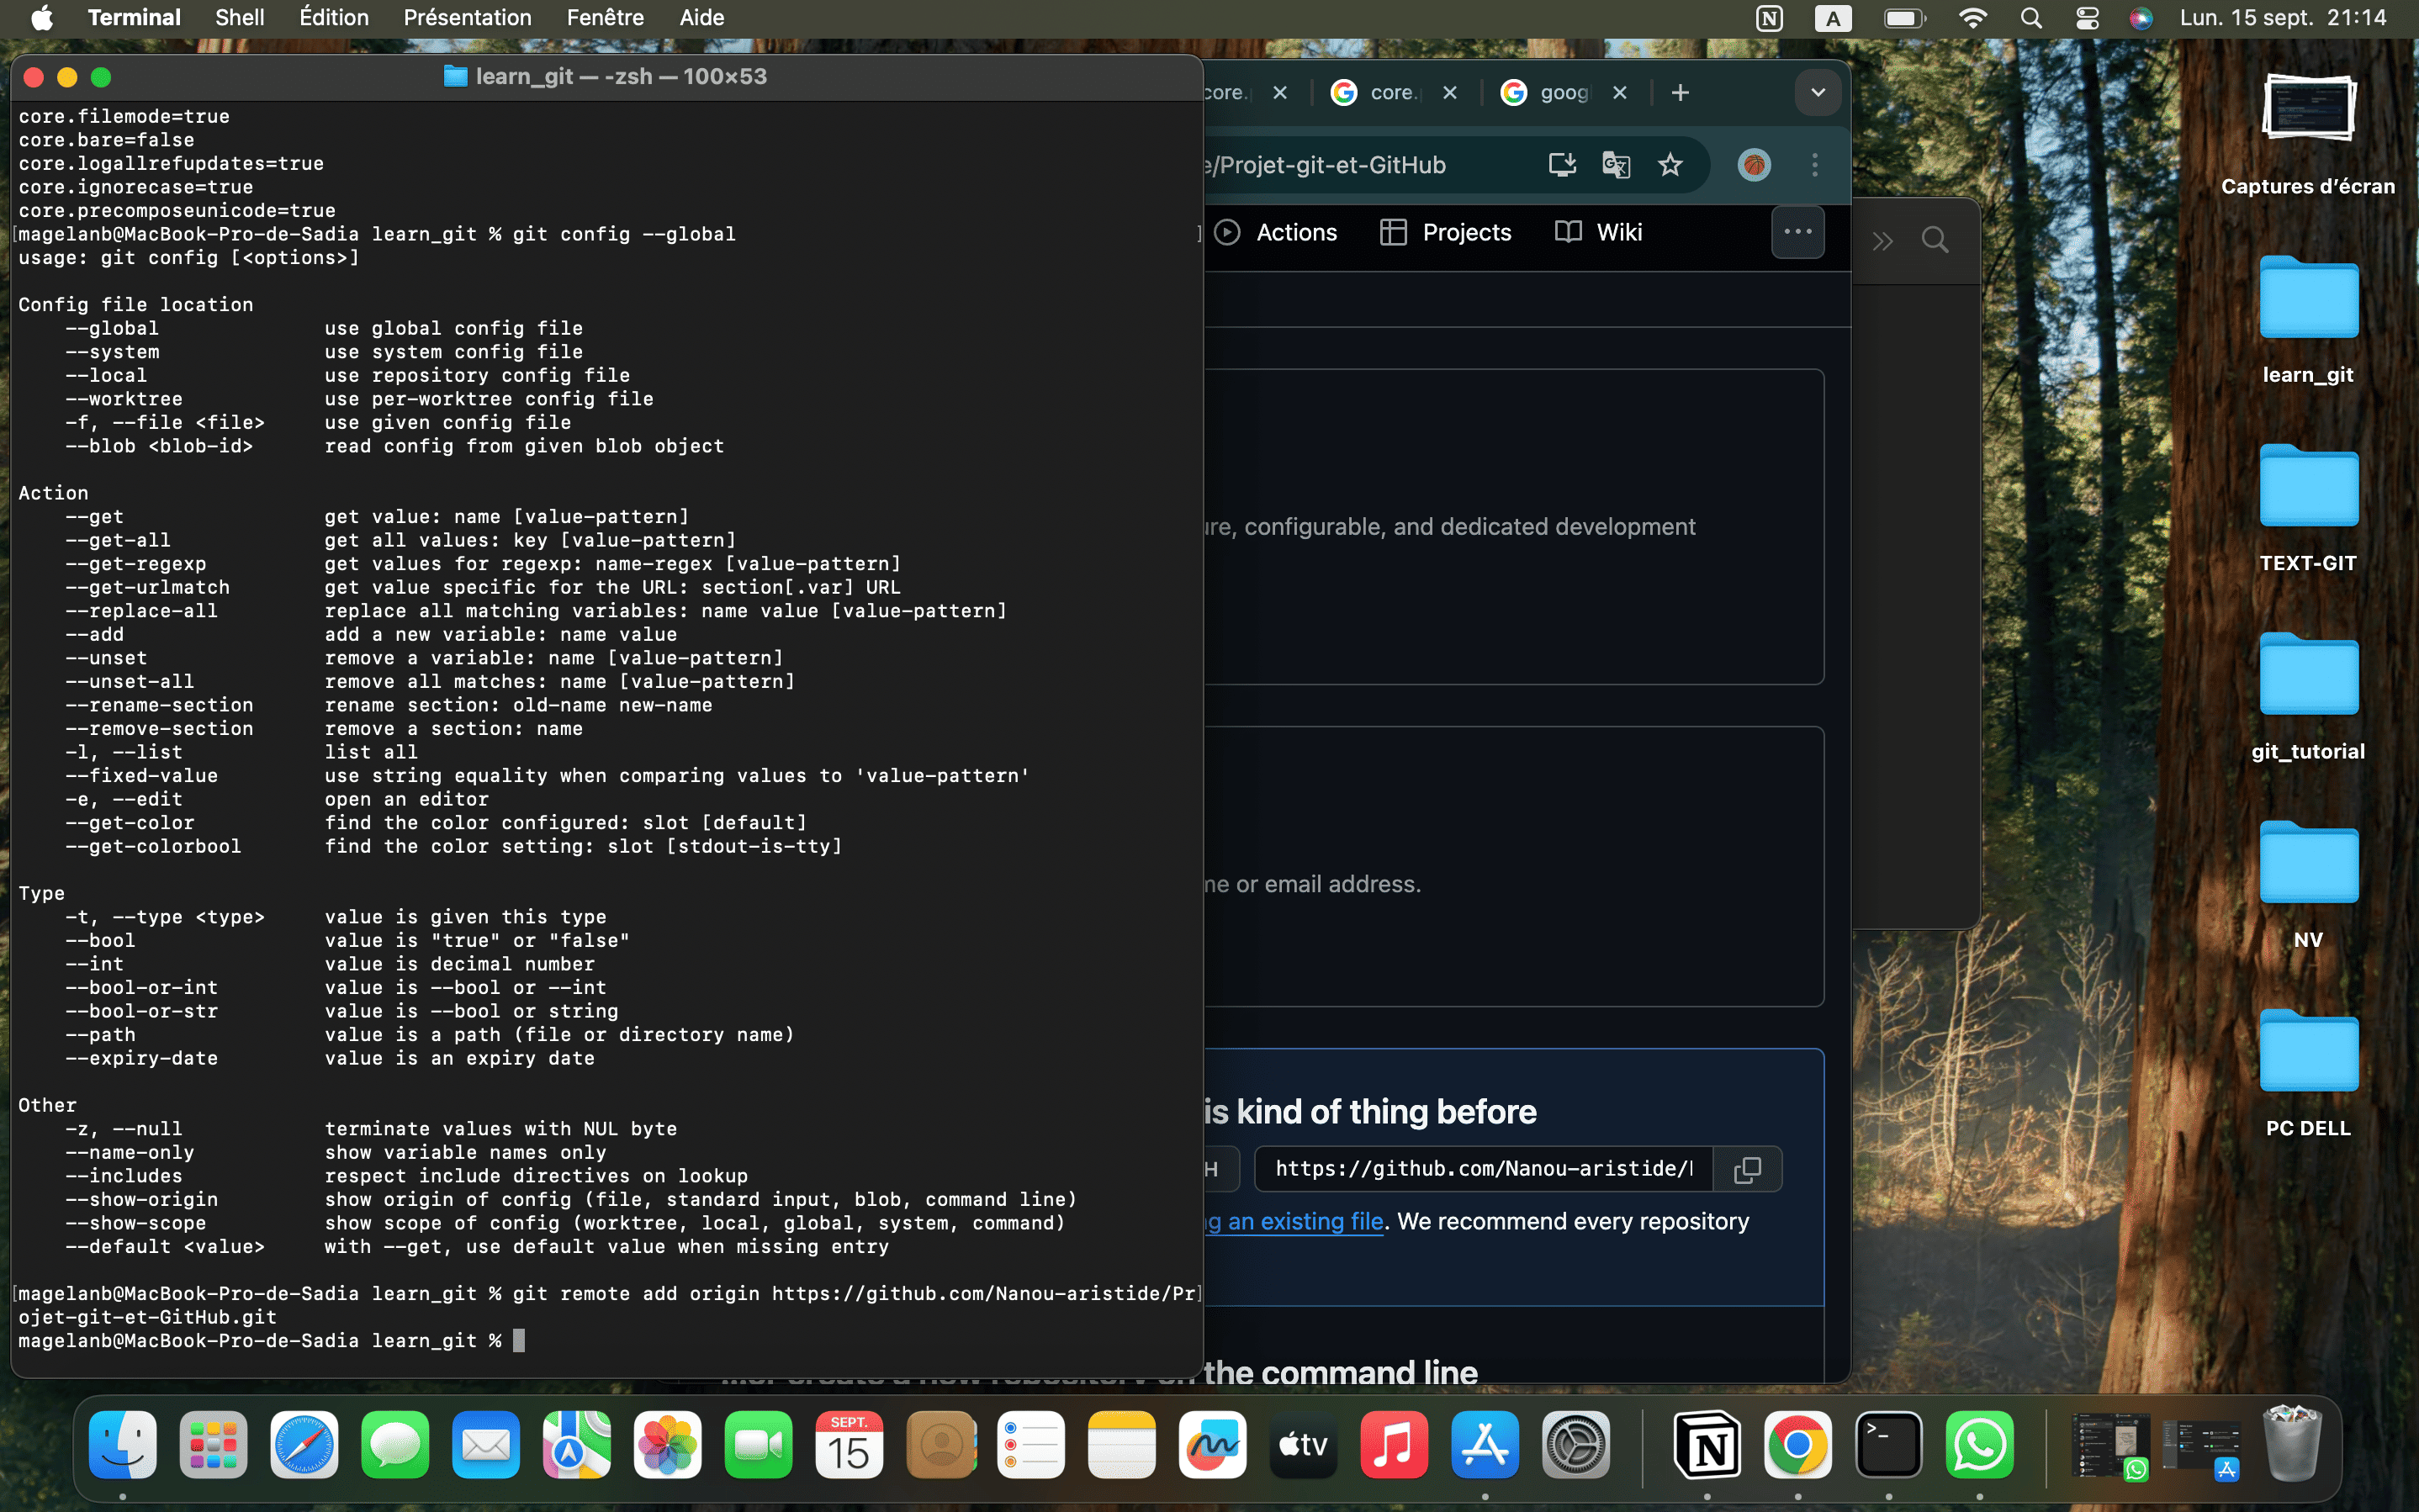 Terminal Shell Édition Présentation Fenêtre Aide
A
Lun. 15 sept. 21:14
learn_git — -zsh — 100×53
core.filemode=true
core.bare=false
core.logallrefupdates=true
core.ignorecase=true
core.precomposeunicode=true
[magelanb@MacBook-Pro-de-Sadia learn_git % git config --global ]
usage: git config [<options>]
Config file location
--global use global config file
--system use system config file
--local use repository config file
--worktree use per-worktree config file
-f, --file <file> use given config file
--blob <blob-id> read config from given blob object
Action
--get get value: name [value-pattern]
--get-all get all values: key [value-pattern]
--get-regexp get values for regexp: name-regex [value-pattern]
--get-urlmatch get value specific for the URL: section[.var] URL
--replace-all replace all matching variables: name value [value-pattern]
--add add a new variable: name value
--unset remove a variable: name [value-pattern]
--unset-all remove all matches: name [value-pattern]
--rename-section rename section: old-name new-name
--remove-section remove a section: name
-l, --list list all
--fixed-value use string equality when comparing values to 'value-pattern'
-e, --edit open an editor
--get-color find the color configured: slot [default]
--get-colorbool find the color setting: slot [stdout-is-tty]
Type
-t, --type <type> value is given this type
--bool value is "true" or "false"
--int value is decimal number
--bool-or-int value is --bool or --int
--bool-or-str value is --bool or string
--path value is a path (file or directory name)
--expiry-date value is an expiry date
Other
-z, --null terminate values with NUL byte
--name-only show variable names only
--includes respect include directives on lookup
--show-origin show origin of config (file, standard input, blob, command line)
--show-scope show scope of config (worktree, local, global, system, command)
--default <value> with --get, use default value when missing entry
[magelanb@MacBook-Pro-de-Sadia learn_git % git remote add origin https://github.com/Nanou-aristide/Pr]
ojet-git-et-GitHub.git
magelanb@MacBook-Pro-de-Sadia learn_git %
core. core. goog
e/Projet-git-et-GitHub
Actions Projects Wiki
ure, configurable, and dedicated development
me or email address.
is kind of thing before
H https://github.com/Nanou-aristide/
ng an existing file. We recommend every repository
the command line
Captures d'écran
learn_git
TEXT-GIT
git_tutorial
NV
PC DELL
SEPT.
15
tv
N